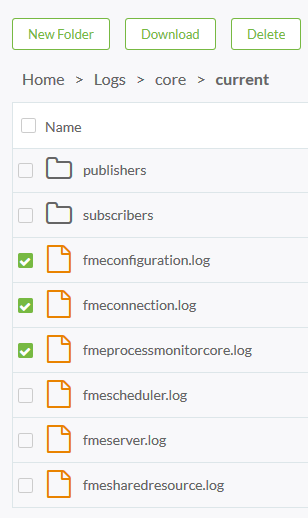 New Folder Download Delete
Home > Logs > core > current
Name
publishers
subscribers
fmeconfiguration.log
fmeconnection.log
fmeprocessmonitorcore.log
fmescheduler.log
fmeserver.log
fmesharedresource.log